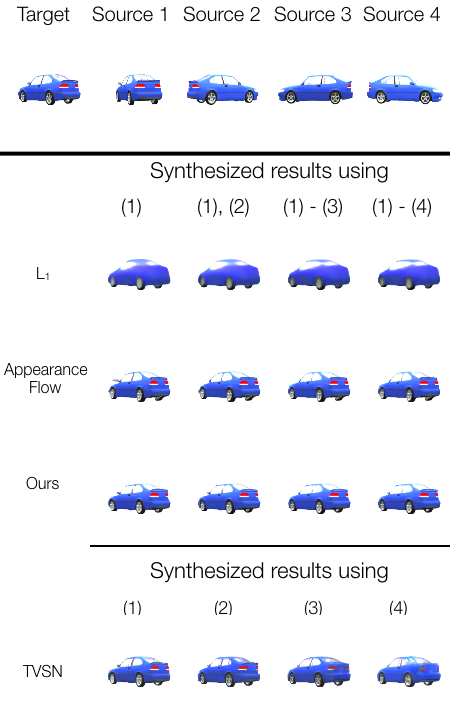 Target Source 1 Source 2 Source 3 Source 4
Synthesized results using
(1) (1), (2) (1) - (3) (1) - (4)
L₁
Appearance
Flow
Ours
Synthesized results using
(1) (2) (3) (4)
TVSN